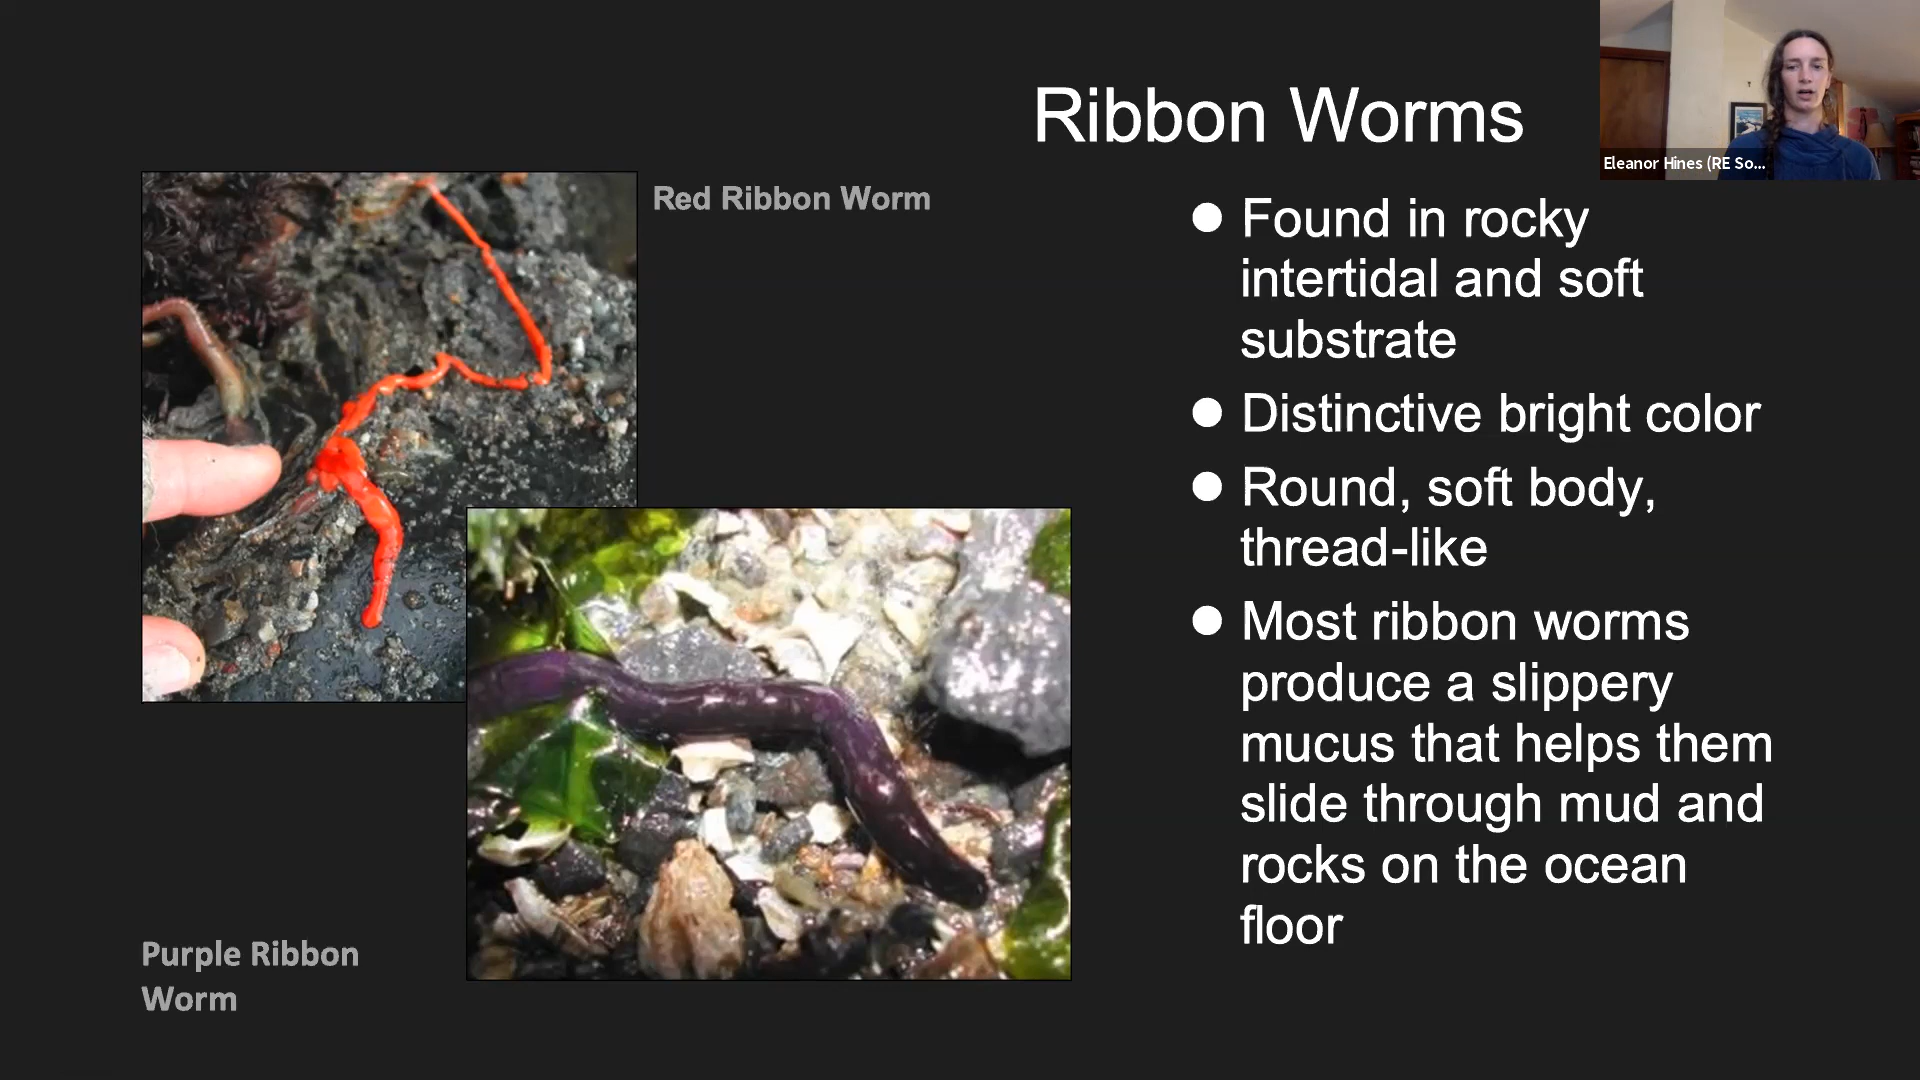 Ribbon Worms
Eleanor Hines (RE So...
Red Ribbon Worm
● Found in rocky
intertidal and soft
substrate
● Distinctive bright color
● Round, soft body,
thread-like
● Most ribbon worms
produce a slippery
mucus that helps them
slide through mud and
rocks on the ocean
floor
Purple Ribbon
Worm